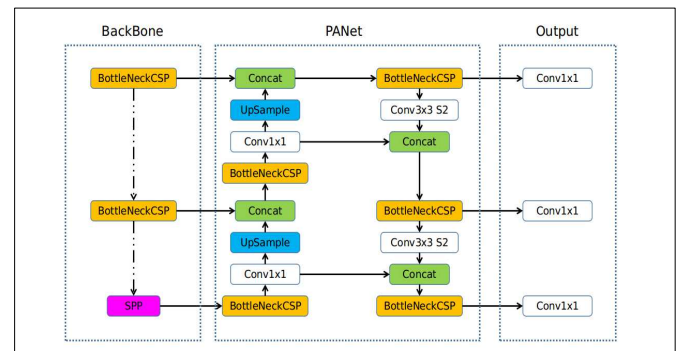 BackBone PANet Output
BottleNeckCSP Concat BottleNeckCSP Conv1x1
UpSample Conv3x3 S2
Conv1x1 Concat
BottleNeckCSP
BottleNeckCSP Concat BottleNeckCSP Conv1x1
UpSample Conv3x3 S2
Conv1x1 Concat
SPP BottleNeckCSP BottleNeckCSP Conv1x1